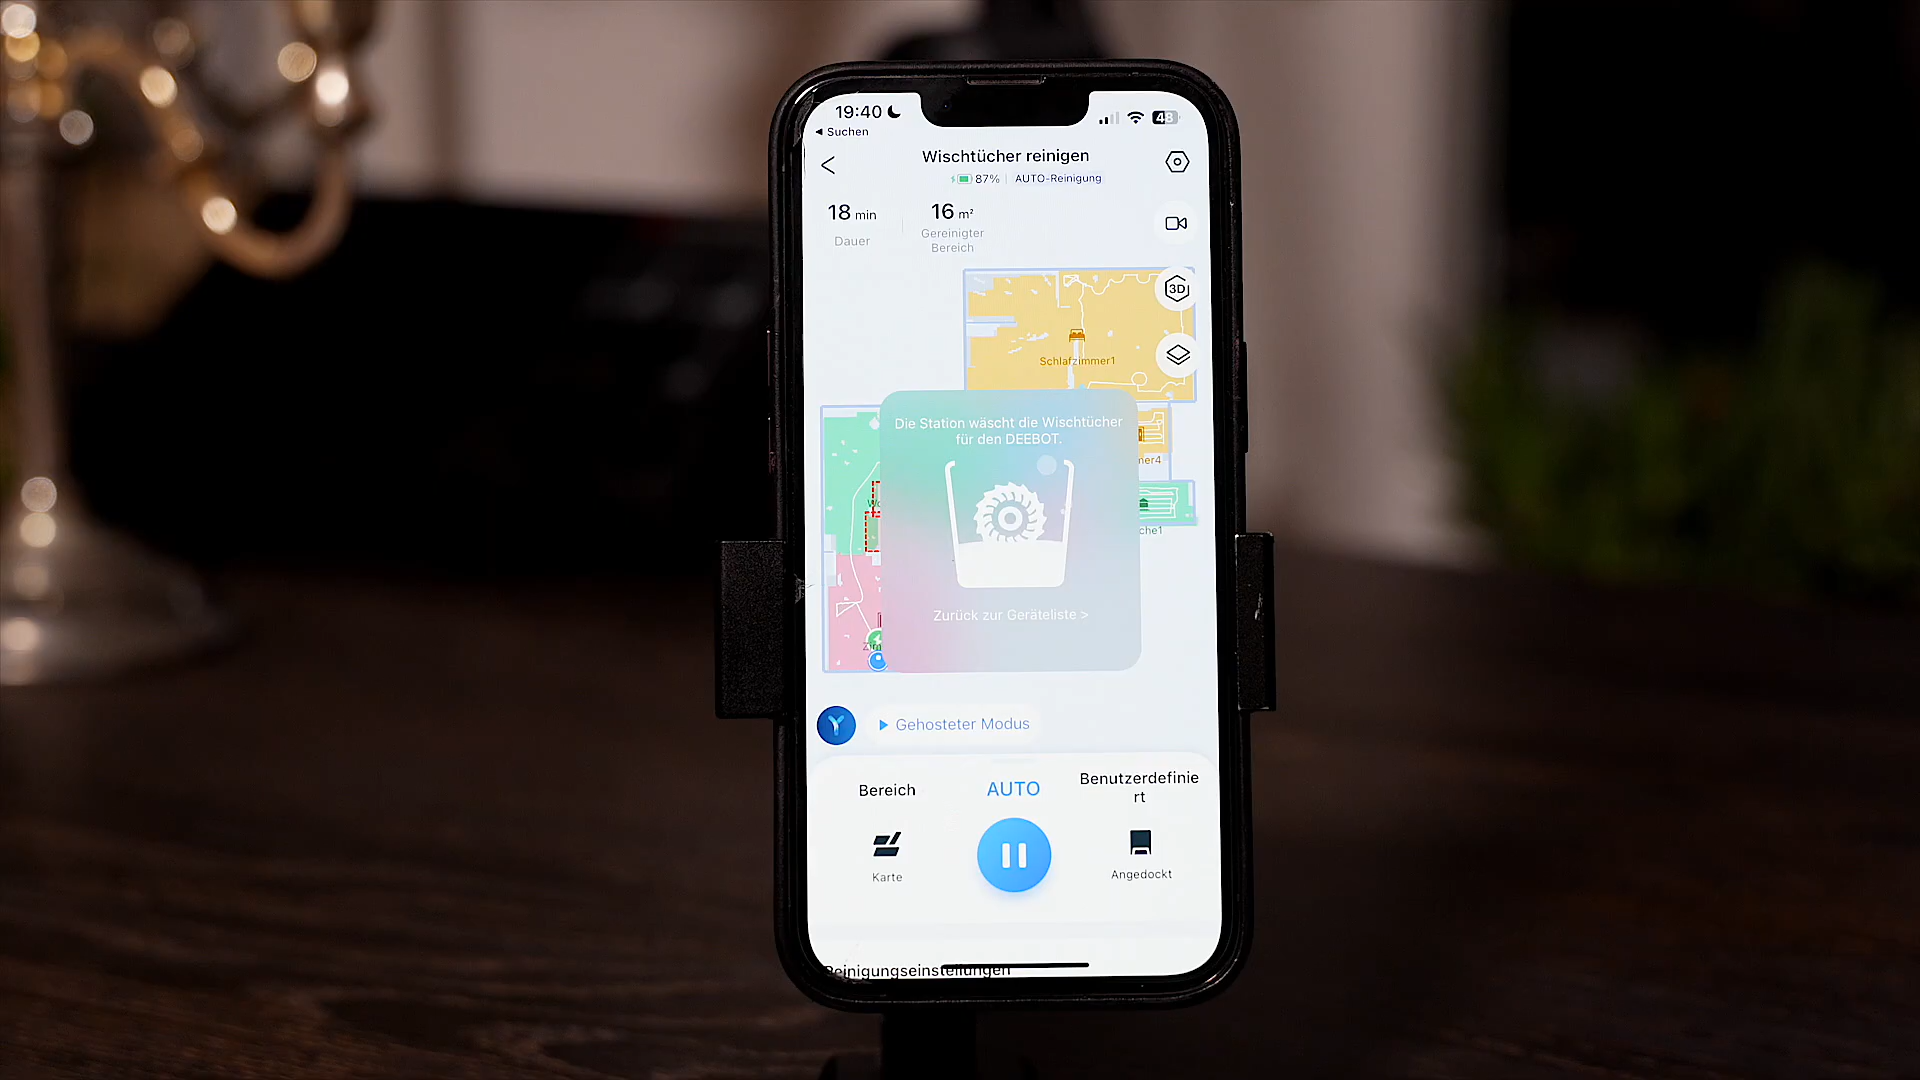 19:40
48
◀ Suchen
Wischtücher reinigen
87% | AUTO-Reinigung
18 min
16 m²
Dauer
Gereinigter
Bereich
3D
Schlafzimmer1
Die Station wäscht die Wischtücher
für den DEEBOT.
mer4
che1
Zurück zur Geräteliste >
Gehosteter Modus
Bereich
AUTO
Benutzerdefinie
rt
Karte
Angedockt
Reinigungseinstellungen